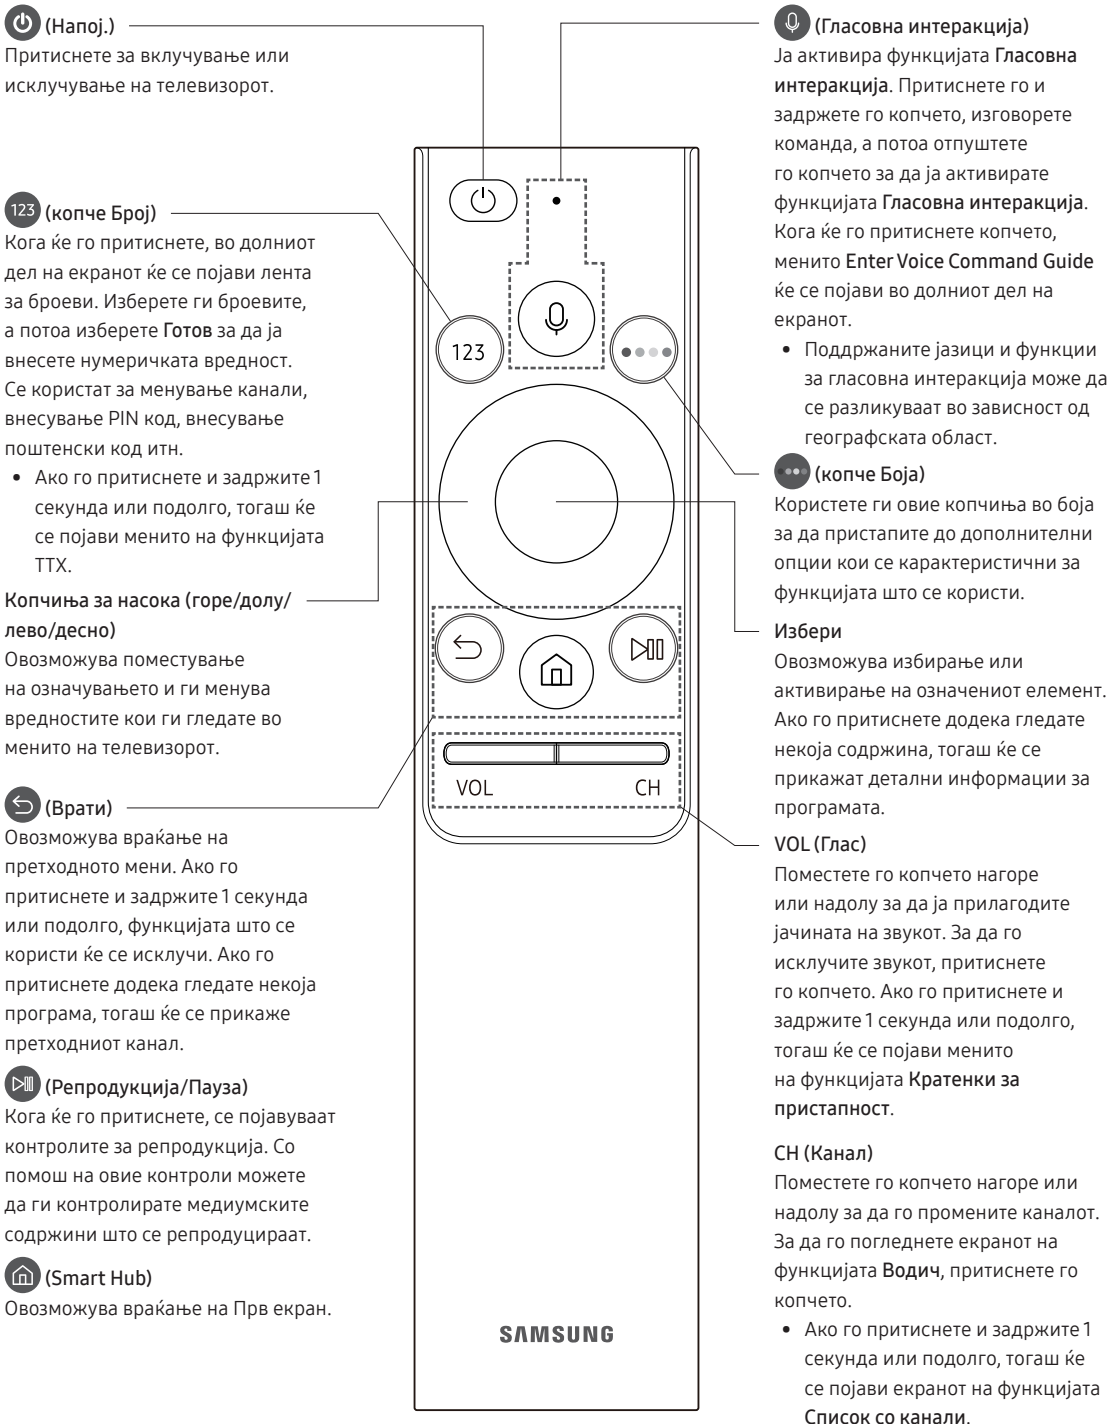 (Напој.)
Притиснете за вклучување или
исклучување на телевизорот.
123 (копче Број)
Кога ќе го притиснете, во долниот
дел на екранот ќе се појави лента
за броеви. Изберете ги броевите,
а потоа изберете Готов за да ја
внесете нумеричката вредност.
Се користат за менување канали,
внесување PIN код, внесување
поштенски код итн.
• Ако го притиснете и задржите 1
секунда или подолго, тогаш ќе
се појави менито на функцијата
TTX.
Копчиња за насока (горе/долу/
лево/десно)
Овозможува поместување
на означувањето и ги менува
вредностите кои ги гледате во
менито на телевизорот.
(Врати)
Овозможува враќање на
претходното мени. Ако го
притиснете и задржите 1 секунда
или подолго, функцијата што се
користи ќе се исклучи. Ако го
притиснете додека гледате некоја
програма, тогаш ќе се прикаже
претходниот канал.
(Репродукција/Пауза)
Кога ќе го притиснете, се појавуваат
контролите за репродукција. Со
помош на овие контроли можете
да ги контролирате медиумските
содржини што се репродуцираат.
(Smart Hub)
Овозможува враќање на Прв екран.
123
VOL
CH
SAMSUNG
(Гласовна интеракција)
Ја активира функцијата Гласовна
интеракција. Притиснете го и
задржете го копчето, изговорете
команда, а потоа отпуштете
го копчето за да ја активирате
функцијата Гласовна интеракција.
Кога ќе го притиснете копчето,
менито Enter Voice Command Guide
ќе се појави во долниот дел на
екранот.
• Поддржаните јазици и функции
за гласовна интеракција може да
се разликуваат во зависност од
географската област.
(копче Боја)
Користете ги овие копчиња во боја
за да пристапите до дополнителни
опции кои се карактеристични за
функцијата што се користи.
Избери
Овозможува избирање или
активирање на означениот елемент.
Ако го притиснете додека гледате
некоја содржина, тогаш ќе се
прикажат детални информации за
програмата.
VOL (Глас)
Поместете го копчето нагоре
или надолу за да ја прилагодите
јачината на звукот. За да го
исклучите звукот, притиснете
го копчето. Ако го притиснете и
задржите 1 секунда или подолго,
тогаш ќе се појави менито
на функцијата Кратенки за
пристапност.
CH (Канал)
Поместете го копчето нагоре или
надолу за да го промените каналот.
За да го погледнете екранот на
функцијата Водич, притиснете го
копчето.
• Ако го притиснете и задржите 1
секунда или подолго, тогаш ќе
се појави екранот на функцијата
Список со канали.